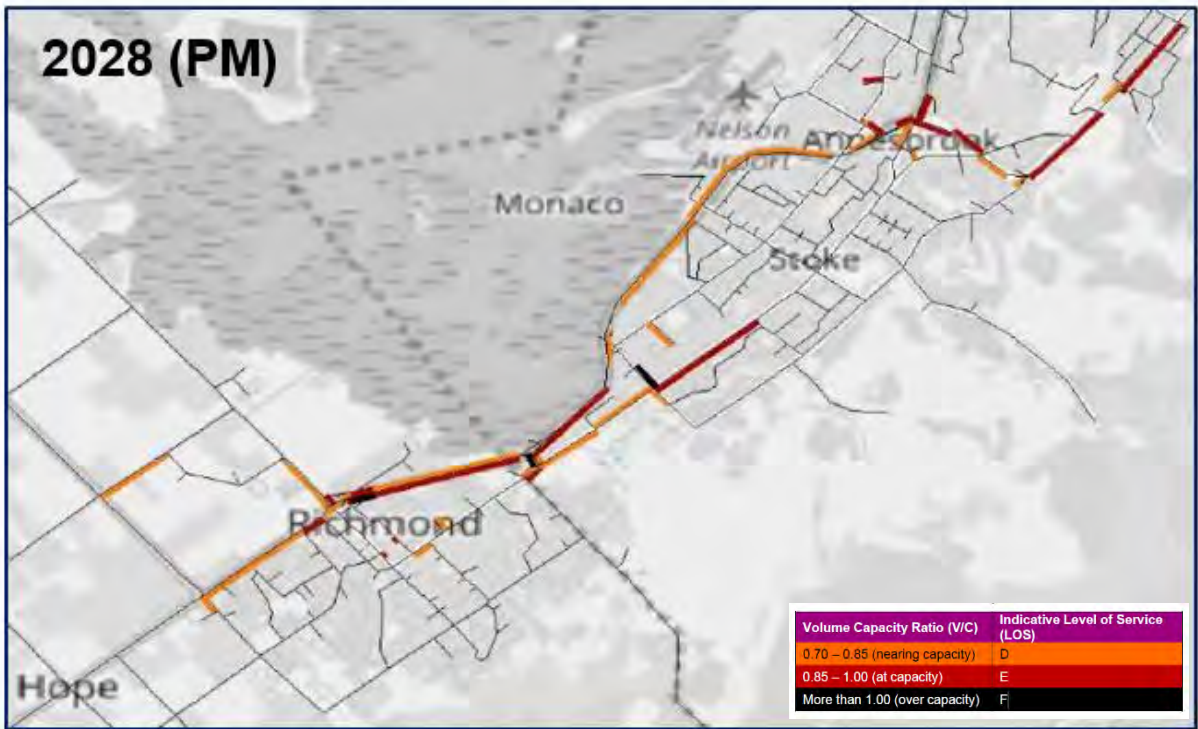 2028 (PM)
Nelson
Airport
Annesbrook
Monaco
Stoke
Richmond
Hope
Volume Capacity Ratio (V/C) Indicative Level of Service
(LOS)
0.70 – 0.85 (nearing capacity) D
0.85 – 1.00 (at capacity) E
More than 1.00 (over capacity) F